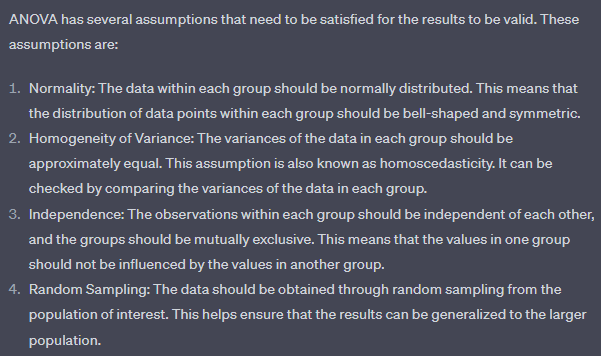 ANOVA has several assumptions that need to be satisfied for the results to be valid. These
assumptions are:
1. Normality: The data within each group should be normally distributed. This means that
the distribution of data points within each group should be bell-shaped and symmetric.
2. Homogeneity of Variance: The variances of the data in each group should be
approximately equal. This assumption is also known as homoscedasticity. It can be
checked by comparing the variances of the data in each group.
3. Independence: The observations within each group should be independent of each other,
and the groups should be mutually exclusive. This means that the values in one group
should not be influenced by the values in another group.
4. Random Sampling: The data should be obtained through random sampling from the
population of interest. This helps ensure that the results can be generalized to the larger
population.